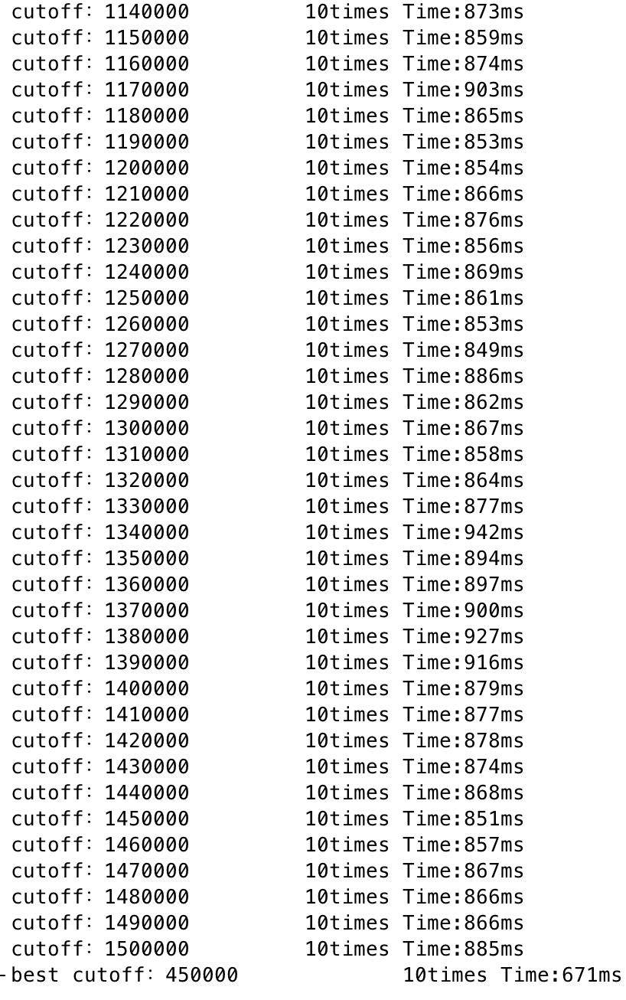 cutoff: 1140000 10times Time:873ms
cutoff: 1150000 10times Time:859ms
cutoff: 1160000 10times Time:874ms
cutoff: 1170000 10times Time:903ms
cutoff: 1180000 10times Time:865ms
cutoff: 1190000 10times Time:853ms
cutoff: 1200000 10times Time:854ms
cutoff: 1210000 10times Time:866ms
cutoff: 1220000 10times Time:876ms
cutoff: 1230000 10times Time:856ms
cutoff: 1240000 10times Time:869ms
cutoff: 1250000 10times Time:861ms
cutoff: 1260000 10times Time:853ms
cutoff: 1270000 10times Time:849ms
cutoff: 1280000 10times Time:886ms
cutoff: 1290000 10times Time:862ms
cutoff: 1300000 10times Time:867ms
cutoff: 1310000 10times Time:858ms
cutoff: 1320000 10times Time:864ms
cutoff: 1330000 10times Time:877ms
cutoff: 1340000 10times Time:942ms
cutoff: 1350000 10times Time:894ms
cutoff: 1360000 10times Time:897ms
cutoff: 1370000 10times Time:900ms
cutoff: 1380000 10times Time:927ms
cutoff: 1390000 10times Time:916ms
cutoff: 1400000 10times Time:879ms
cutoff: 1410000 10times Time:877ms
cutoff: 1420000 10times Time:878ms
cutoff: 1430000 10times Time:874ms
cutoff: 1440000 10times Time:868ms
cutoff: 1450000 10times Time:851ms
cutoff: 1460000 10times Time:857ms
cutoff: 1470000 10times Time:867ms
cutoff: 1480000 10times Time:866ms
cutoff: 1490000 10times Time:866ms
cutoff: 1500000 10times Time:885ms
-best cutoff: 450000 10times Time:671ms